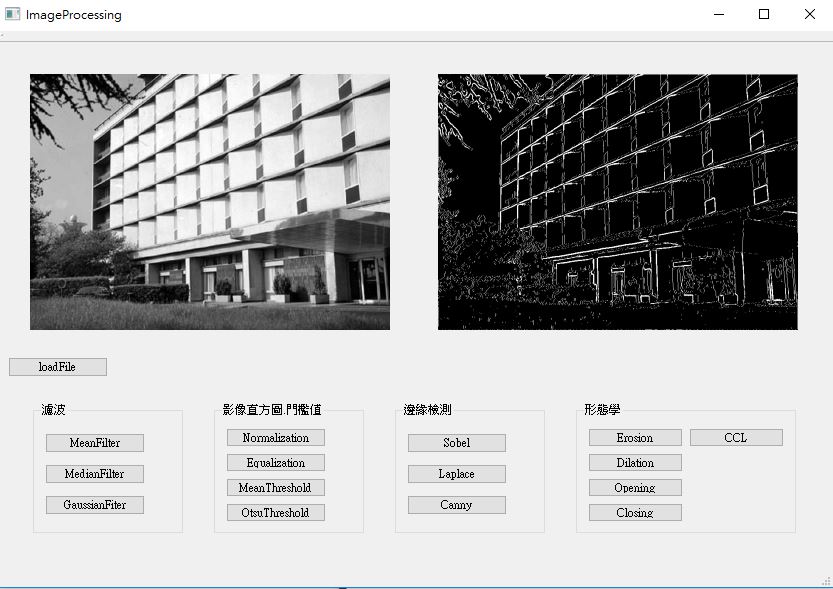 ImageProcessing
loadFile
濾波
MeanFilter
MedianFilter
GaussianFiter
影像直方圖.門檻值
Normalization
Equalization
MeanThreshold
OtsuThreshold
邊緣檢測
Sobel
Laplace
Canny
形態學
Erosion
CCL
Dilation
Opening
Closing